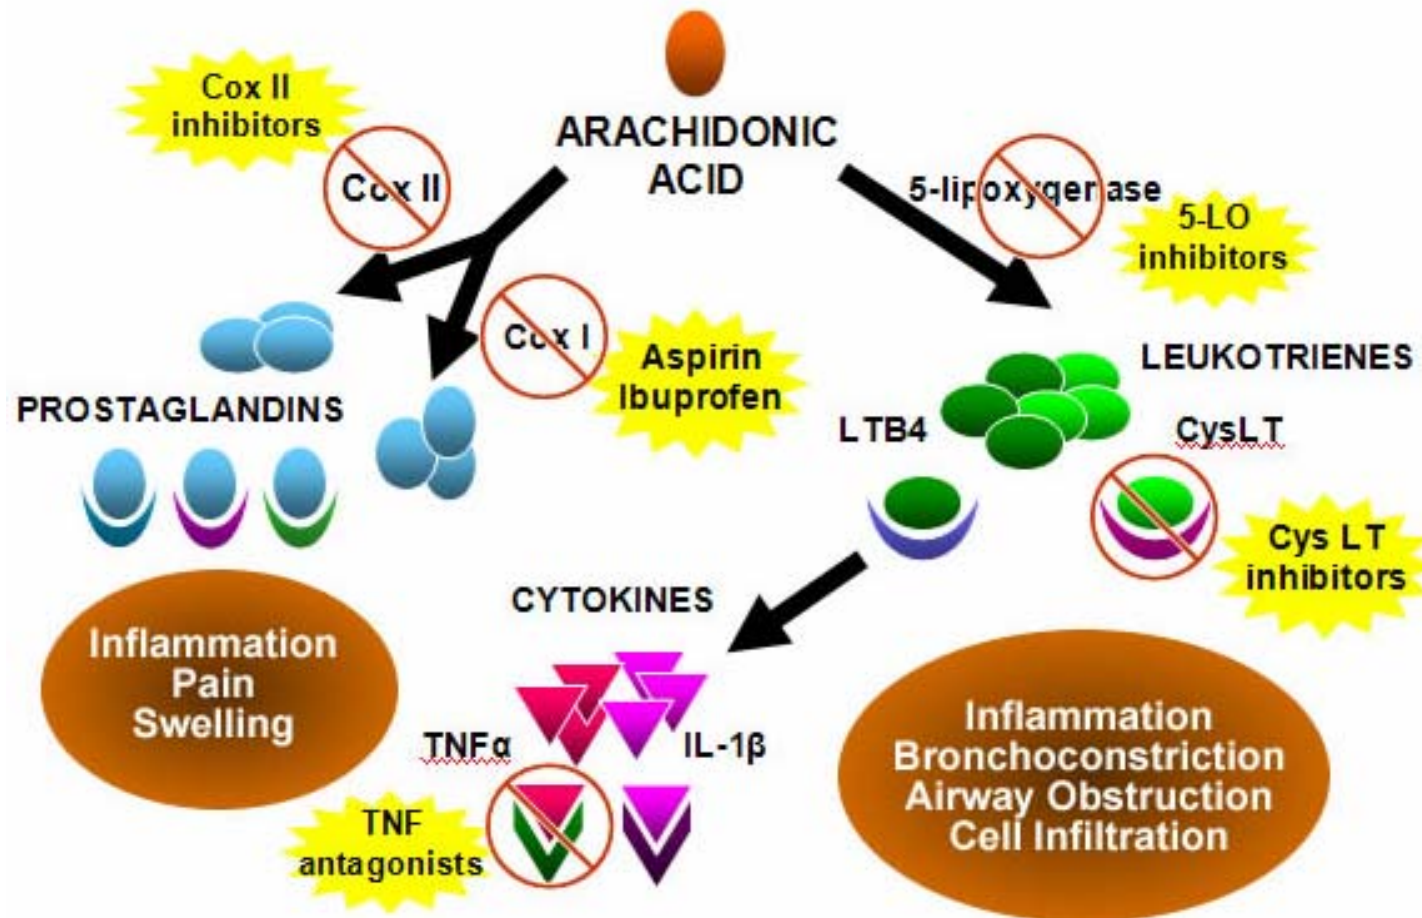 ARACHIDONIC
ACID
Cox II
inhibitors
Cox II
5-lipoxygenase
5-LO
inhibitors
Cox I
Aspirin
Ibuprofen
LEUKOTRIENES
PROSTAGLANDINS
LTB4
CysLT
Cys LT
inhibitors
CYTOKINES
Inflammation
Pain
Swelling
TNFα
IL-1β
TNF
antagonists
Inflammation
Bronchoconstriction
Airway Obstruction
Cell Infiltration